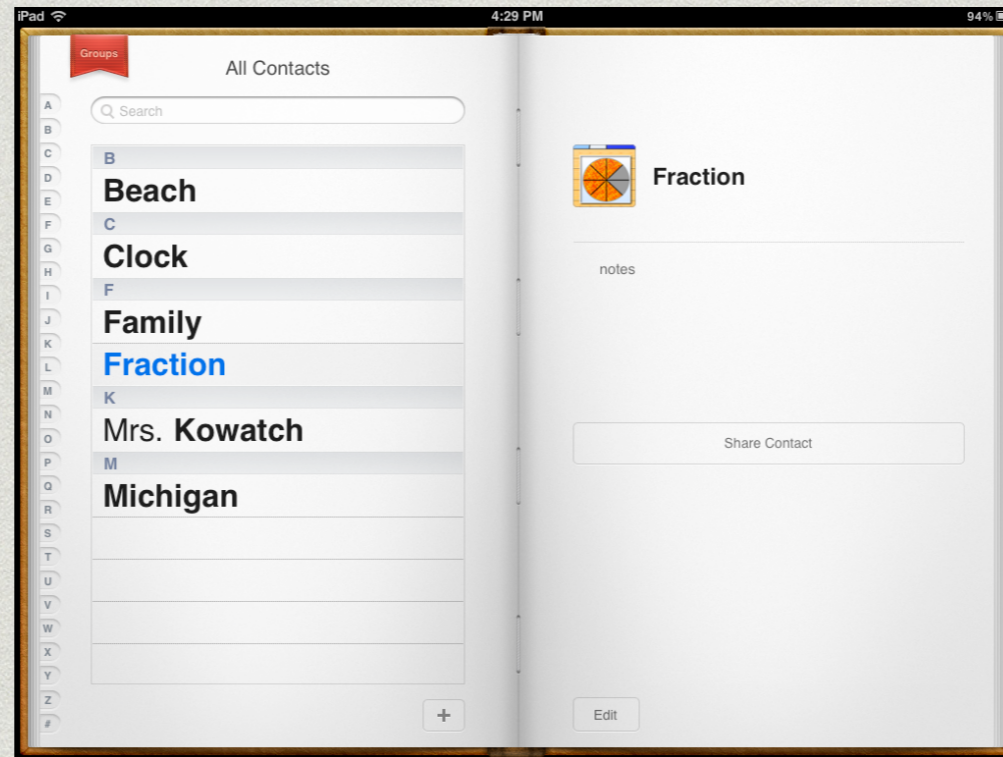 iPad 4:29 PM 94%
Groups
All Contacts
Search
A
B
C
D
E
F
G
H
I
J
K
L
M
N
O
P
Q
R
S
T
U
V
W
X
Y
Z
#
B
Beach
C
Clock
F
Family
Fraction
K
Mrs. Kowatch
M
Michigan
+
Fraction
notes
Share Contact
Edit